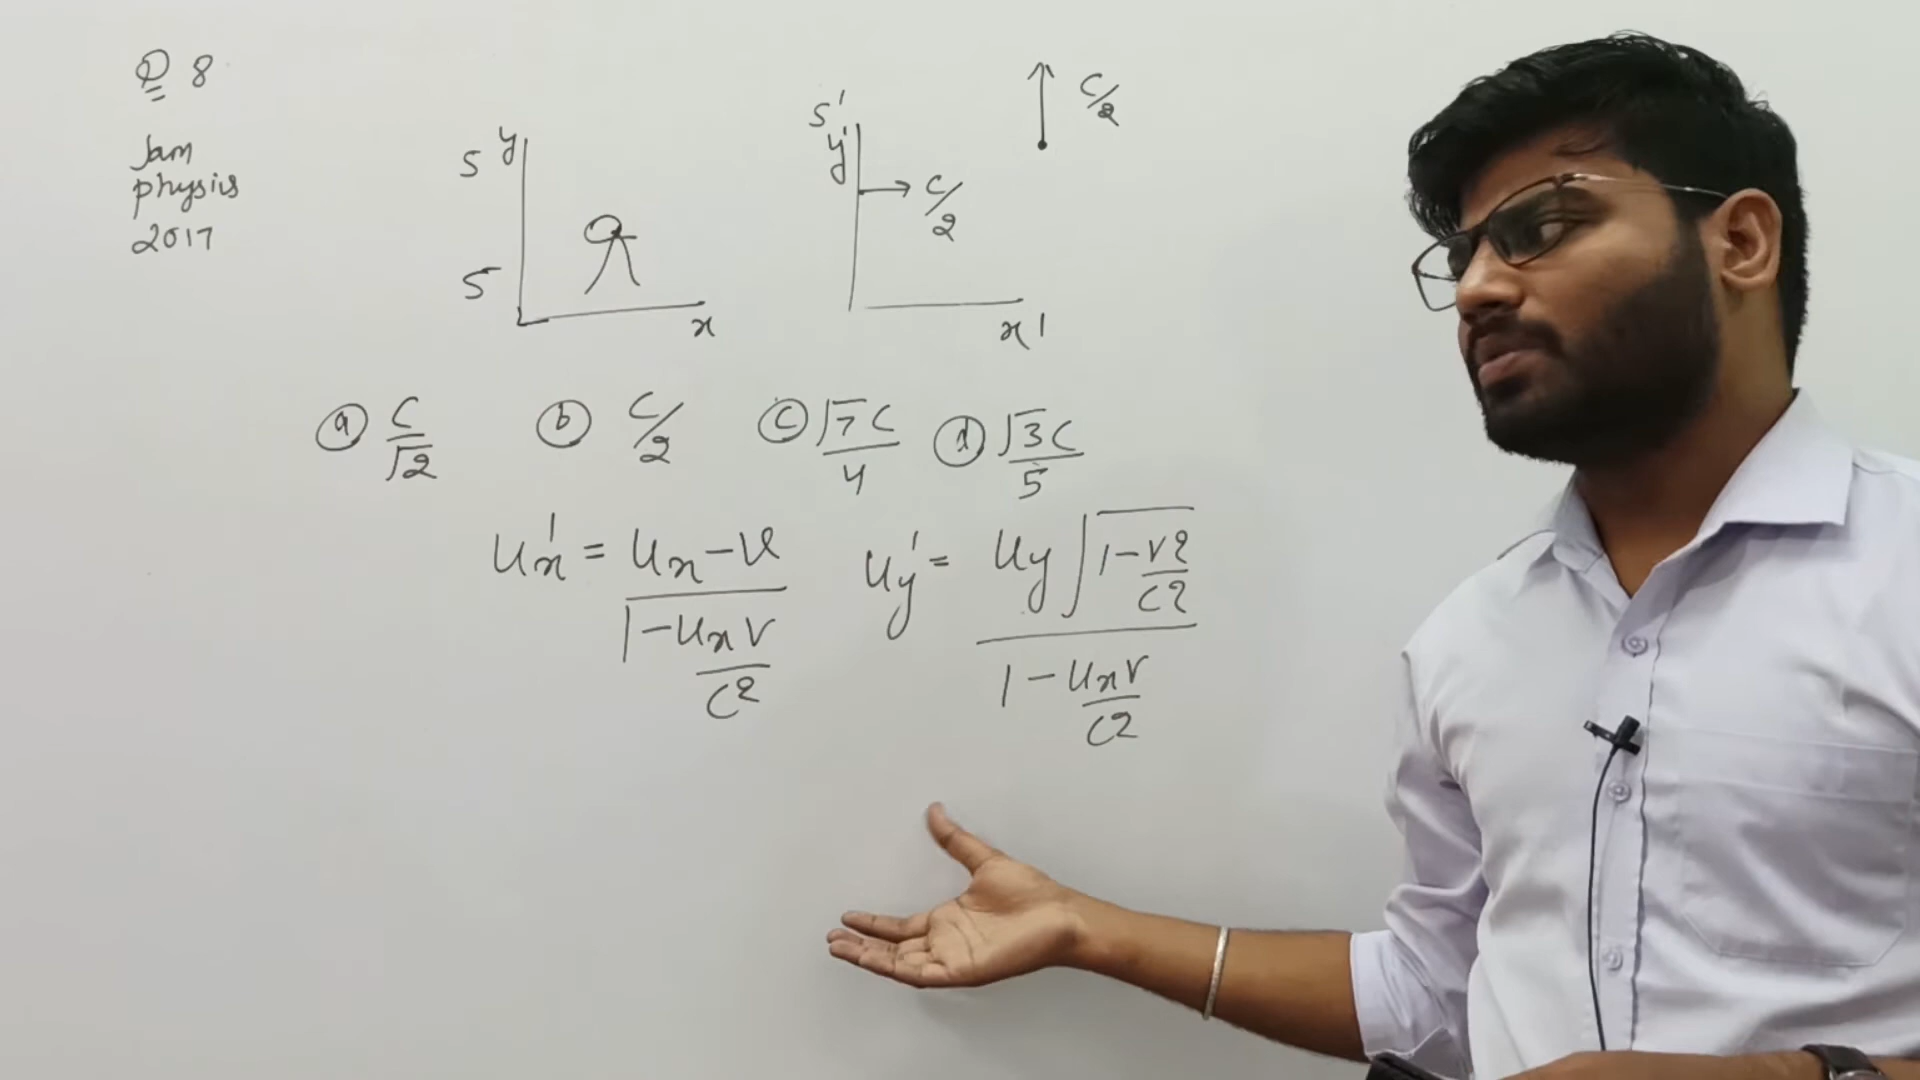 Q 8
Jam
physics
2017
S y
S
x
S'
y'
→ c/2
x'
↑ c/2
(a) c/√2 (b) c/2 (c) √7c/4 (d) √3c/5
u'x = (ux - v)/(1 - uxv/c2) u'y = uy√(1 - v2/c2)/(1 - uxv/c2)